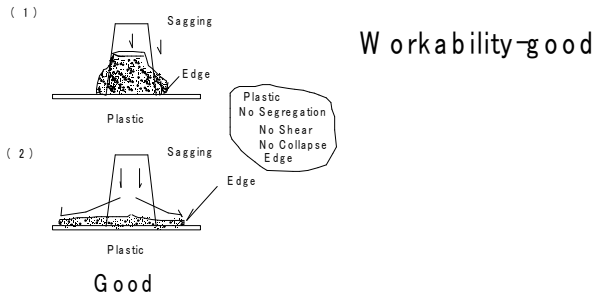 (1)
Sagging
Workability-good
Edge
Plastic
Plastic
No Segregation
No Shear
No Collapse
Edge
(2)
Sagging
Edge
Plastic
Good